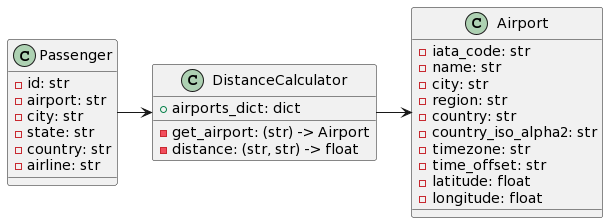 C Passenger
id: str
airport: str
city: str
state: str
country: str
airline: str
C DistanceCalculator
airports_dict: dict
get_airport: (str) -> Airport
distance: (str, str) -> float
C Airport
iata_code: str
name: str
city: str
region: str
country: str
country_iso_alpha2: str
timezone: str
time_offset: str
latitude: float
longitude: float